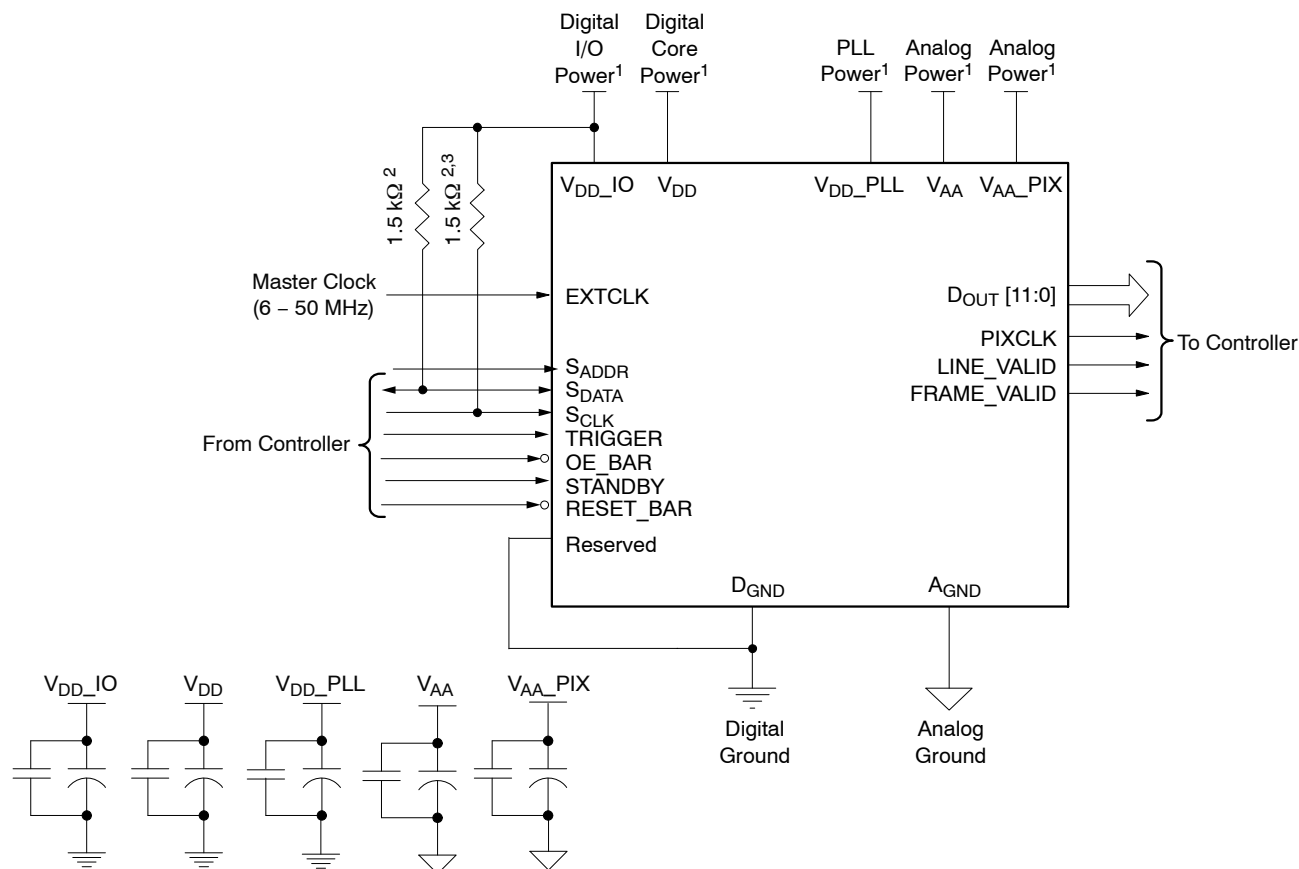 Digital
I/O
Power1
Digital
Core
Power1
PLL
Power1
Analog
Power1
Analog
Power1
1.5 kΩ 2
1.5 kΩ 2,3
VDD_IO
VDD
VDD_PLL
VAA
VAA_PIX
Master Clock
(6 – 50 MHz)
EXTCLK
DOUT [11:0]
PIXCLK
LINE_VALID
FRAME_VALID
To Controller
From Controller
SADDR
SDATA
SCLK
TRIGGER
OE_BAR
STANDBY
RESET_BAR
Reserved
DGND
AGND
Digital
Ground
Analog
Ground
VDD_IO
VDD
VDD_PLL
VAA
VAA_PIX